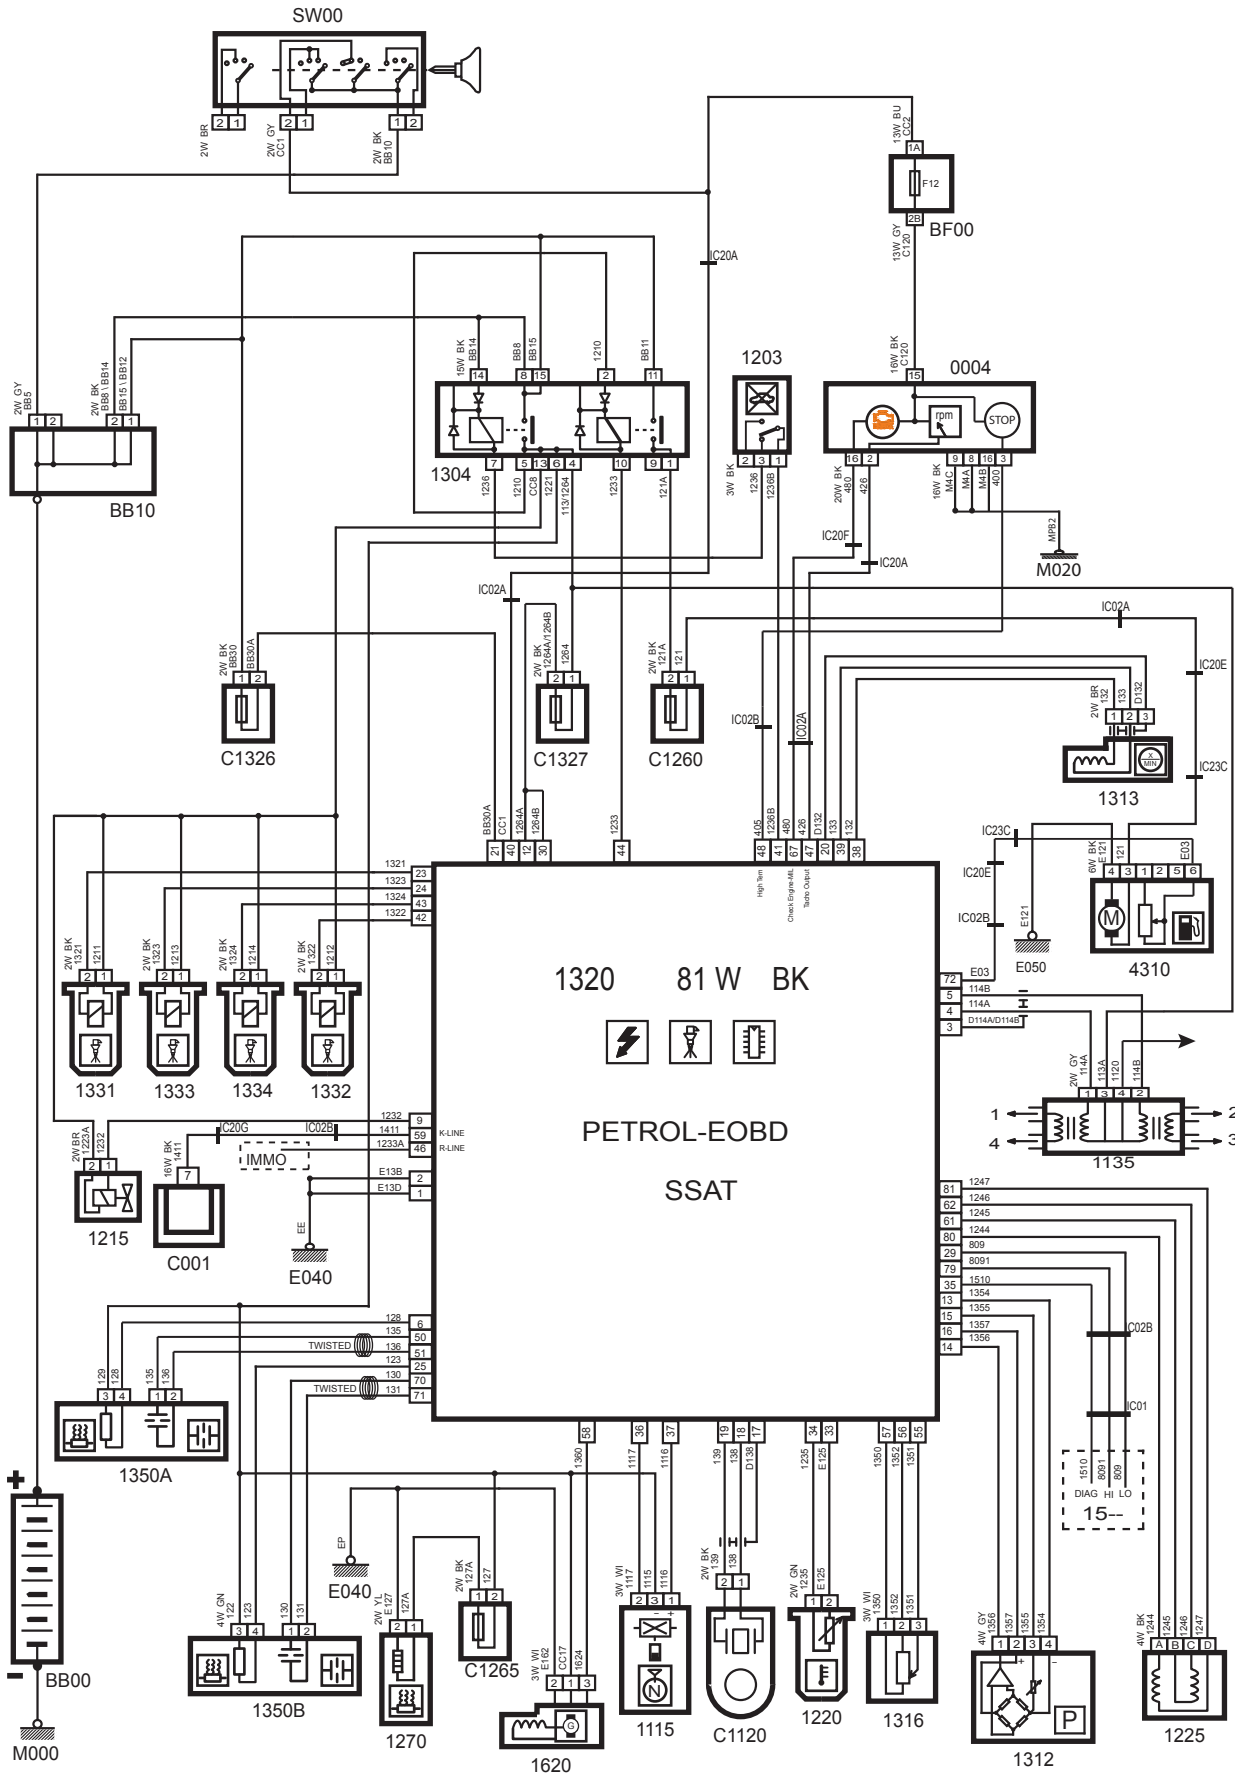 SW00
2 1 2 1 1 2
2W BR
2W GY
CC1
2W BK
BB10
13W BU
CC2
1A
F12
2B
BF00
13W GY
C120
IC20A
16W BK
C120
15
0004
rpm
STOP
16 2 9 8 16 3
20W BK
480
426
16W BK
M4C
M4A
M4B
400
MPB2
M020
IC20F
IC20A
1203
2 3 1
3W BK
1236
1236B
15W BK
BB14
BB8
BB15
1210
BB11
14 8 15 2 11
1304
7 5 13 6 4 10 9 1
1236
1210
CC8
1221
113/1264
1233
121A
2W GY
BB5
2W BK
BB8 \ BB14
BB15 \ BB12
1 2 2 1
BB10
IC02A
2W BK
BB30
BB30A
1 2
C1326
2W BK
1264A/1264B
1264
2 1
C1327
2W BK
121A
121
2 1
C1260
IC02A
IC20E
IC23C
2W BR
132
133
D132
1 2 3
X
MIN
1313
IC02B
IC02A
BB30A
CC1
1264A
1264B
1233
405
1236B
480
426
D132
133
132
21 40 12 30 44 48 41 67 47 20 39 38
High Tem
Check Engine-MIL
Tacho Output
IC23C
IC20E
IC02B
6W BK
E121
121
E03
4 3 1 2 5 6
M
4310
E121
E050
1321 23
1323 24
1324 43
1322 42
2W BK
1321
1211
2W BK
1323
1213
2W BK
1324
1214
2W BK
1322
1212
2 1 2 1 2 1 2 1
1331
1333
1334
1332
1320 81 W BK
PETROL-EOBD
SSAT
72 E03
5 114B
4 114A
3 D114A/D114B
2W GY
114A
113A
1120
114B
1 3 4 2
1
4
2
3
1135
1232 9
1411 59 K-LINE
1233A 46 R-LINE
IC20G
IC02B
IMMO
E13B 2
E13D 1
EE
E040
2W BR
1223A
1232
2 1
1215
16W BK
1411
7
C001
81 1247
62 1246
61 1245
80 1244
29 809
79 8091
35 1510
13 1354
15 1355
16 1357
14 1356
IC02B
IC01
1510
8091
809
DIAG HI LO
15--
128 6
135 50
TWISTED 136 51
123 25
130 70
TWISTED 131 71
129
128
135
136
3 4 1 2
1350A
+
-
BB00
M000
58 36 37 19 18 17 34 33 57 56 55
1360
1117
1116
139
138
D138
1235
E125
1350
1352
1351
EP
E040
4W GN
122
123
130
131
3 4 1 2
1350B
2W YL
E127
127A
2 1
1270
2W BK
127A
127
1 2
C1265
3W WI
E162
CC17
1624
2 1 3
G
1620
3W WI
1117
1115
1116
2 3 1
- +
N
1115
2W BK
139
138
2 1
C1120
2W GN
1235
E125
1 2
1220
3W WI
1350
1352
1351
1 2 3
1316
4W GY
1356
1357
1355
1354
1 2 3 4
+ -
P
1312
4W BK
1244
1245
1246
1247
A B C D
1225